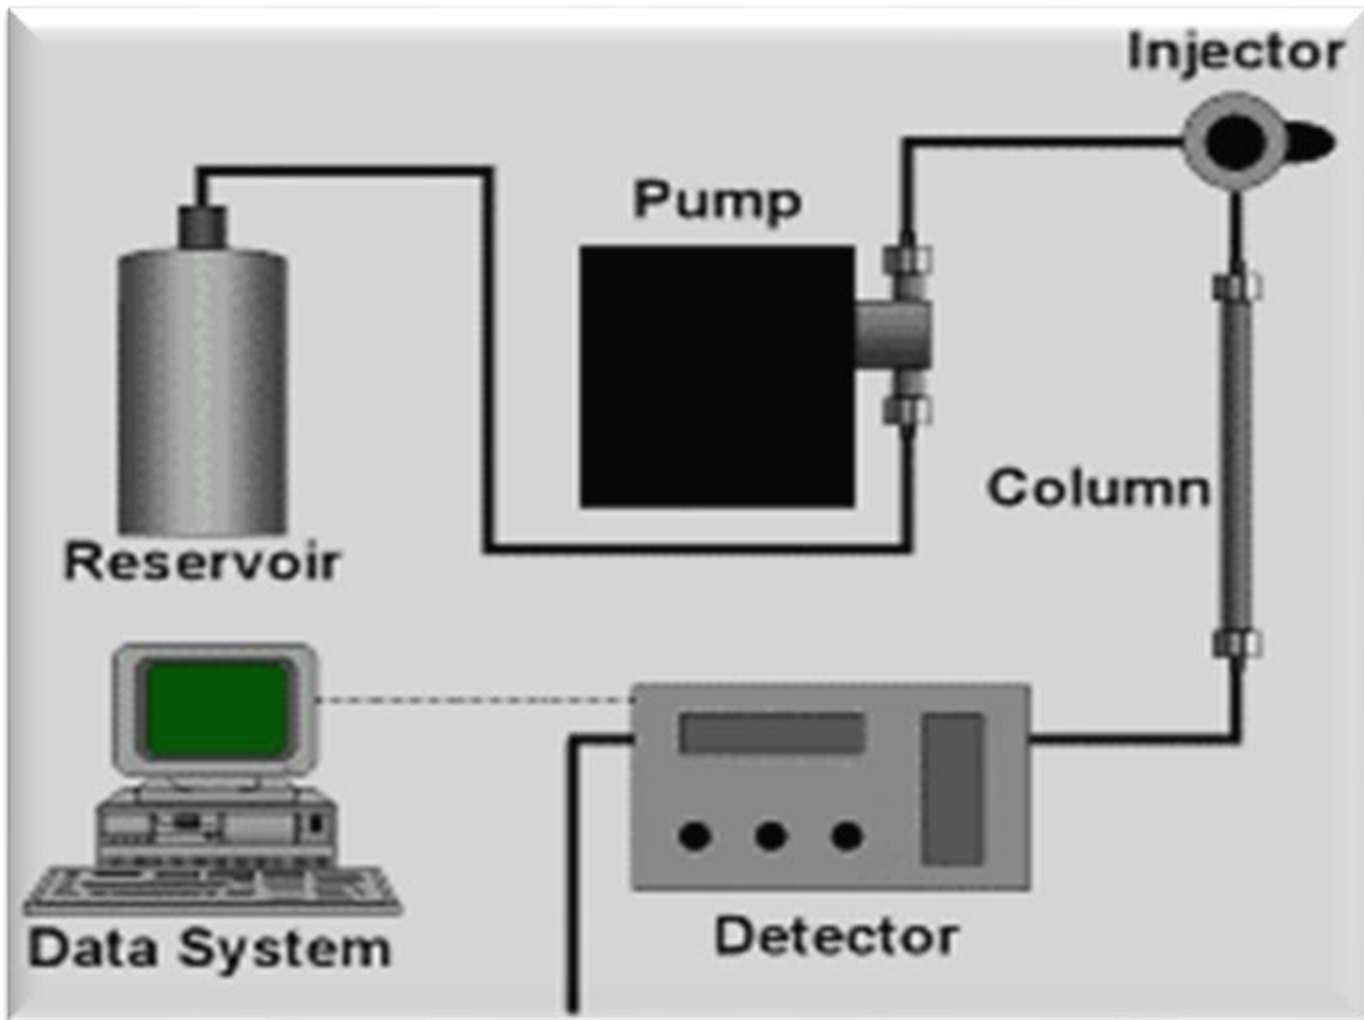 Injector
Pump
Column
Reservoir
Detector
Data System